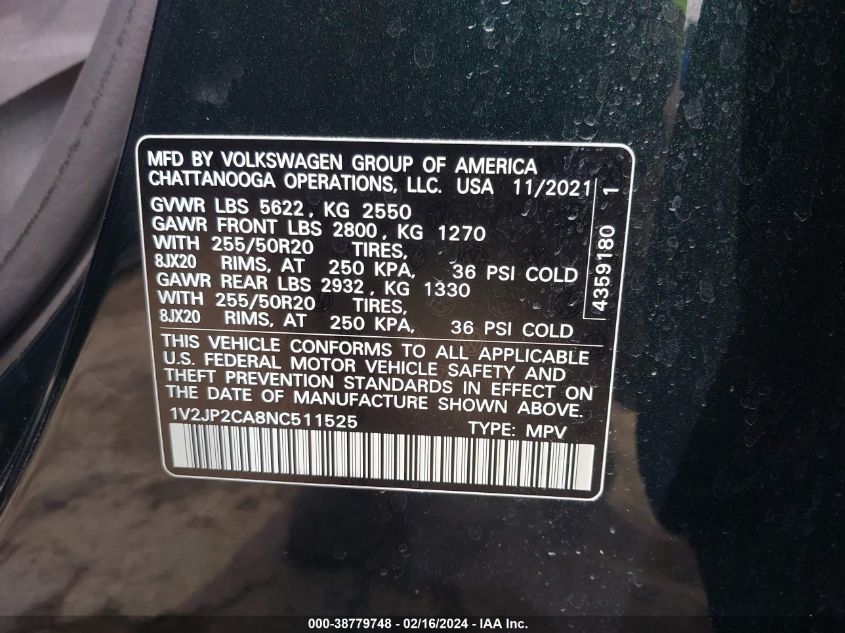 MFD BY VOLKSWAGEN GROUP OF AMERICA
CHATTANOOGA OPERATIONS, LLC. USA 11/2021
GVWR LBS 5622, KG 2550
GAWR FRONT LBS 2800, KG 1270
WITH 255/50R20 TIRES,
8JX20 RIMS, AT 250 KPA, 36 PSI COLD
GAWR REAR LBS 2932, KG 1330
WITH 255/50R20 TIRES,
8JX20 RIMS, AT 250 KPA, 36 PSI COLD
4359180 1
THIS VEHICLE CONFORMS TO ALL APPLICABLE
U.S. FEDERAL MOTOR VEHICLE SAFETY AND
THEFT PREVENTION STANDARDS IN EFFECT ON
THE DATE OF MANUFACTURE SHOWN ABOVE.
1V2JP2CA8NC511525 TYPE: MPV
000-38779748 - 02/16/2024 - IAA Inc.